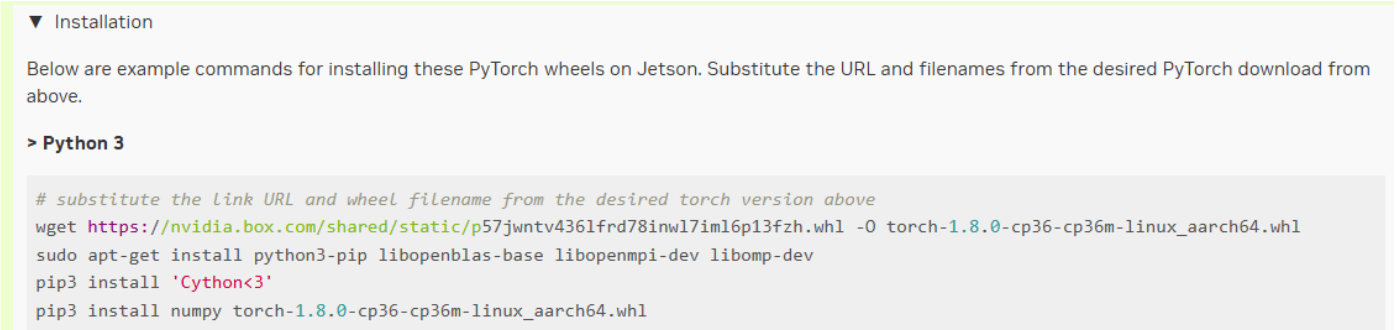 ▼ Installation
Below are example commands for installing these PyTorch wheels on Jetson. Substitute the URL and filenames from the desired PyTorch download from
above.
> Python 3
# substitute the link URL and wheel filename from the desired torch version above
wget https://nvidia.box.com/shared/static/p57jwntv436lfrd78inwl7iml6p13fzh.whl -O torch-1.8.0-cp36-cp36m-linux_aarch64.whl
sudo apt-get install python3-pip libopenblas-base libopenmpi-dev libomp-dev
pip3 install 'Cython<3'
pip3 install numpy torch-1.8.0-cp36-cp36m-linux_aarch64.whl